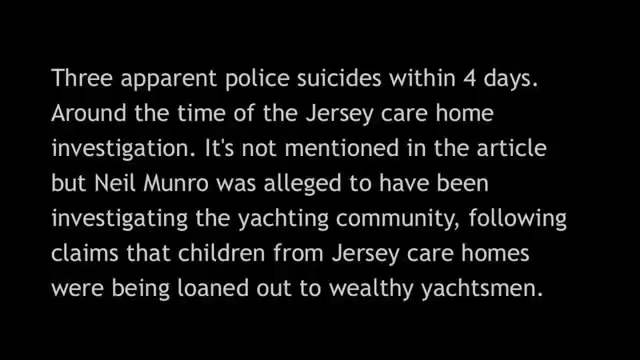 Three apparent police suicides within 4 days.
Around the time of the Jersey care home
investigation. It's not mentioned in the article
but Neil Munro was alleged to have been
investigating the yachting community, following
claims that children from Jersey care homes
were being loaned out to wealthy yachtsmen.